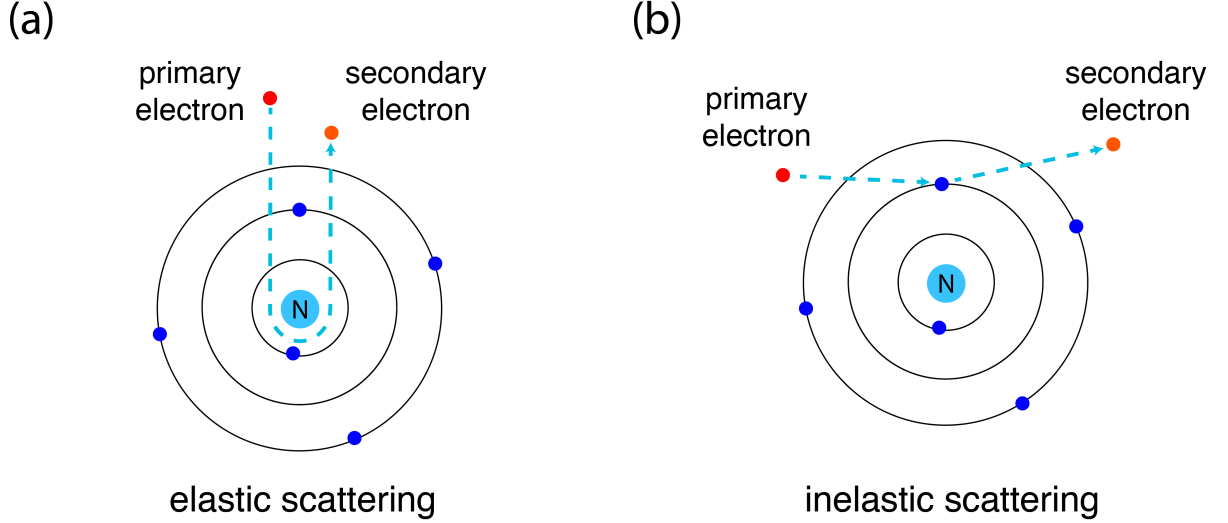 (a)
primary
electron
secondary
electron
N
elastic scattering
(b)
primary
electron
secondary
electron
N
inelastic scattering